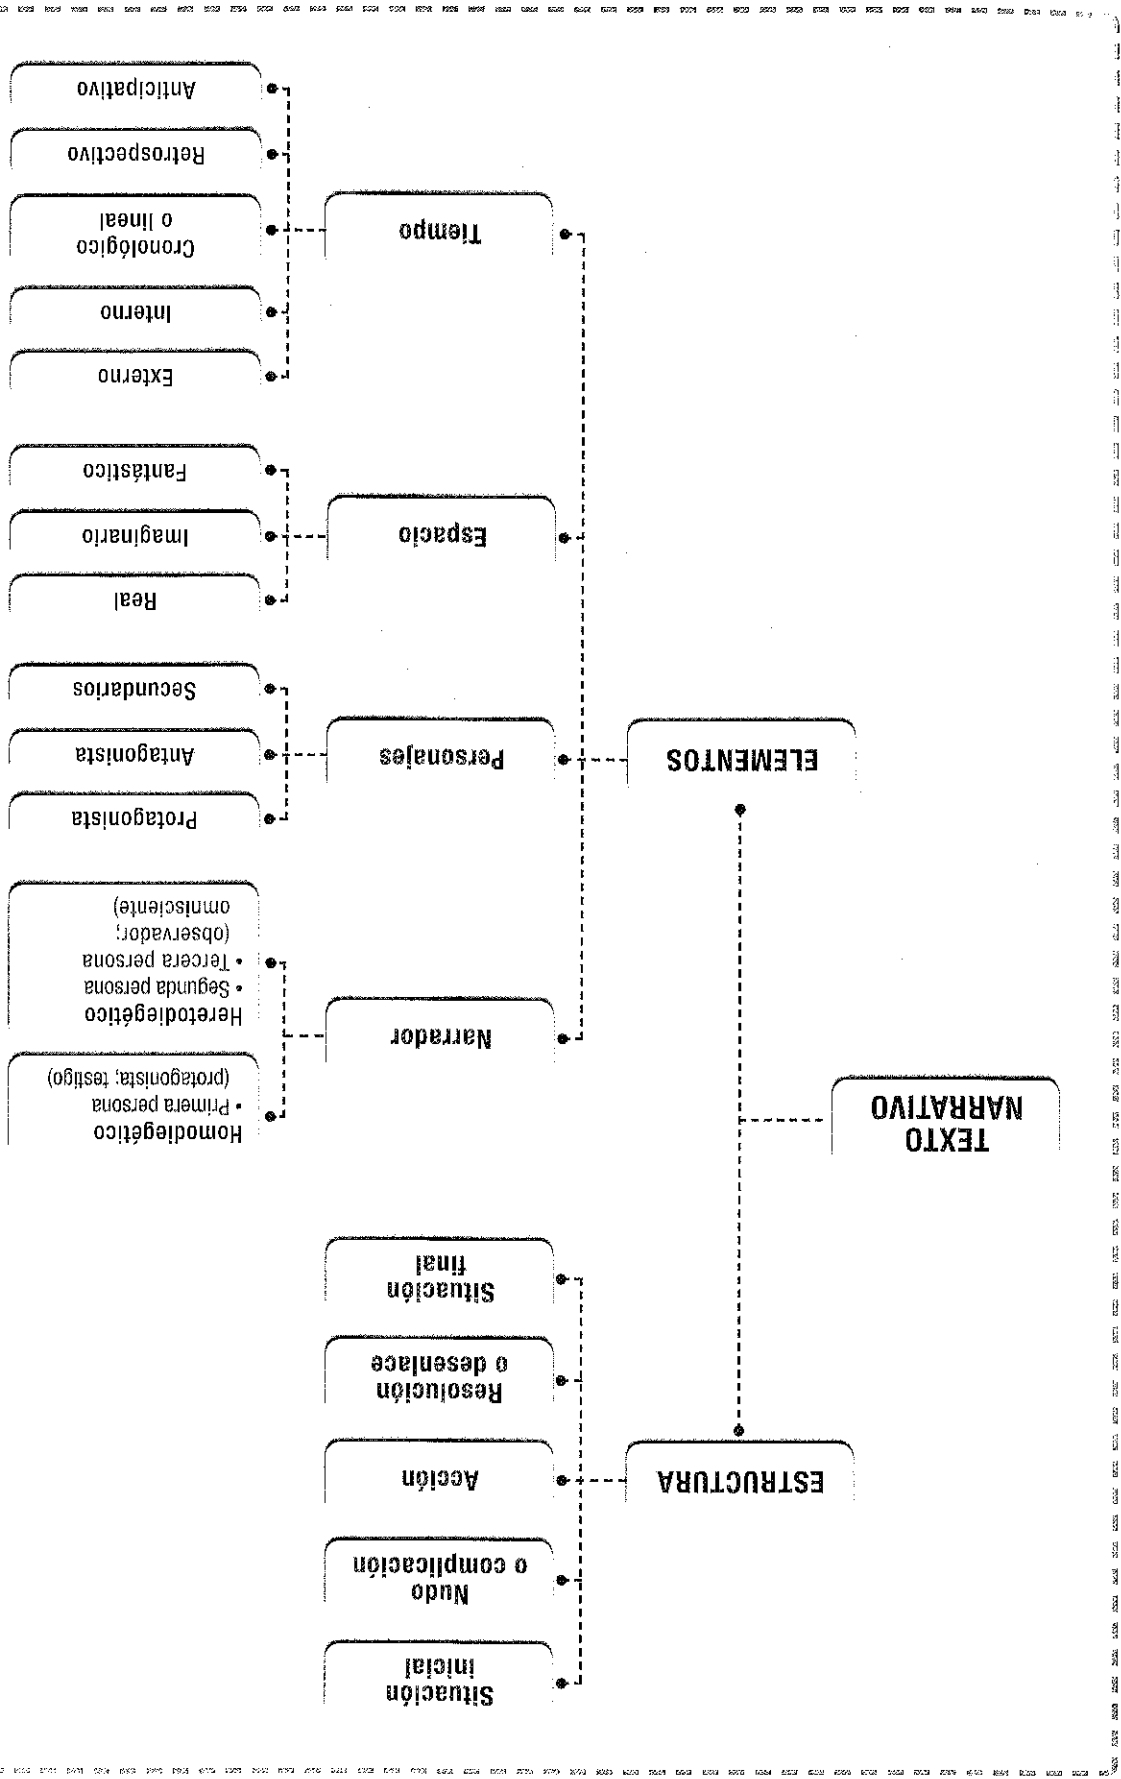 TEXTO
NARRATIVO
ESTRUCTURA
Situación
inicial
Nudo
o complicación
Acción
Resolución
o desenlace
Situación
final
ELEMENTOS
Narrador
Homodiegético
• Primera persona
(protagonista; testigo)
Heretodiegético
• Segunda persona
• Tercera persona
(observador;
omnisciente)
Personajes
Protagonista
Antagonista
Secundarios
Espacio
Real
Imaginario
Fantástico
Tiempo
Externo
Interno
Cronológico
o lineal
Retrospectivo
Anticipativo